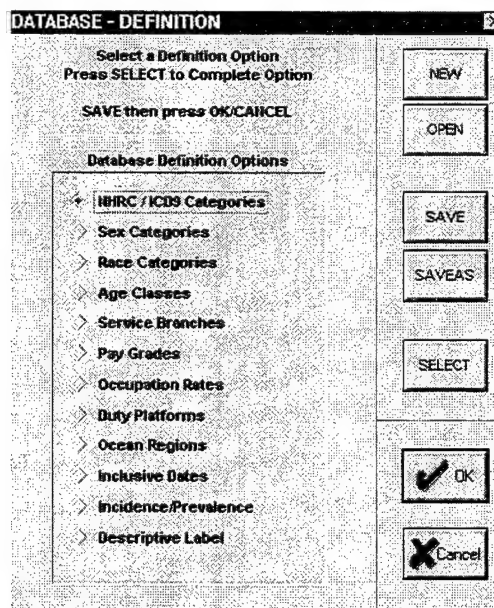 DATABASE - DEFINITION
Select a Definition Option
Press SELECT to Complete Option
SAVE then press OK/CANCEL
Database Definition Options
NHRC / ICD9 Categories
Sex Categories
Race Categories
Age Classes
Service Branches
Pay Grades
Occupation Rates
Duty Platforms
Ocean Regions
Inclusive Dates
Incidence/Prevalence
Descriptive Label
NEW
OPEN
SAVE
SAVEAS
SELECT
OK
Cancel